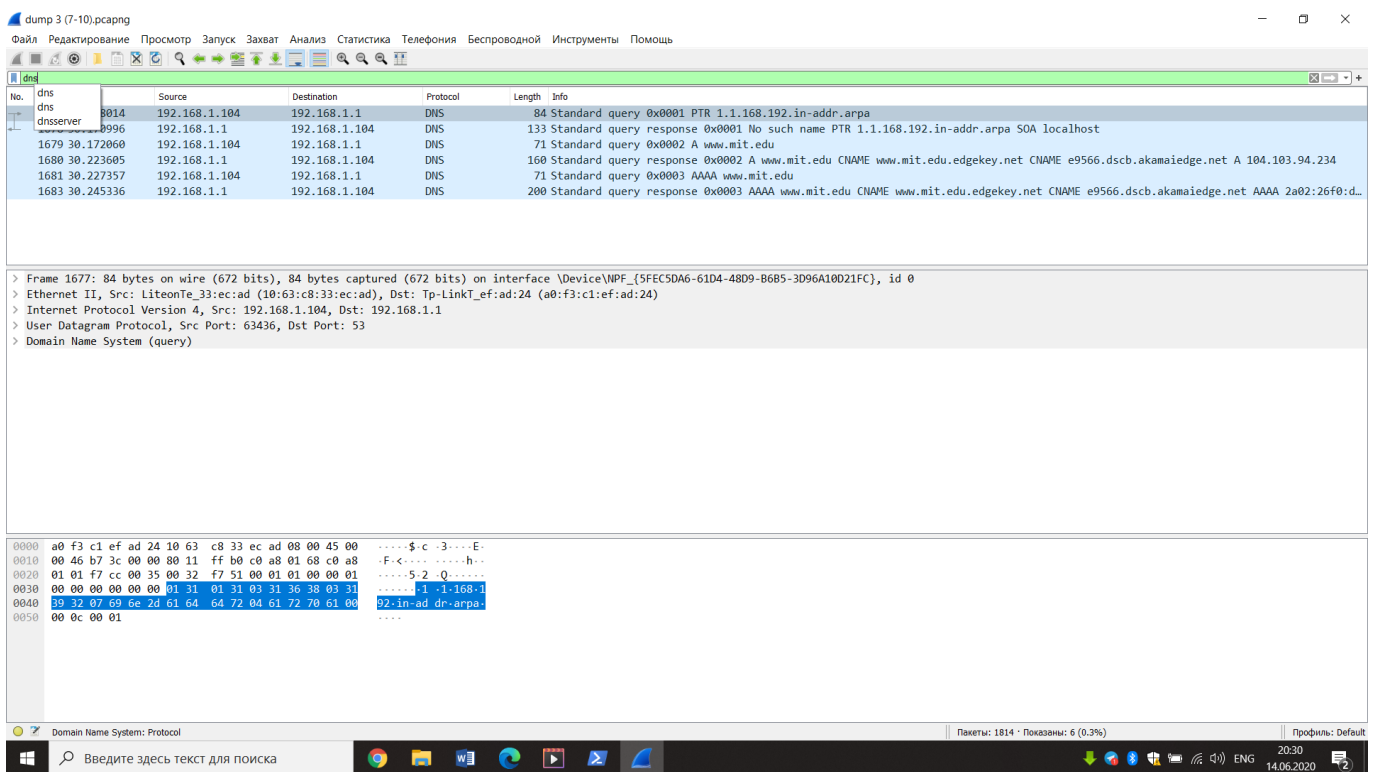 dump 3 (7-10).pcapng
Файл Редактирование Просмотр Запуск Захват Анализ Статистика Телефония Беспроводной Инструменты Помощь
dns
dns
dns
dnsserver
No. Source Destination Protocol Length Info
8014 192.168.1.104 192.168.1.1 DNS 84 Standard query 0x0001 PTR 1.1.168.192.in-addr.arpa
0996 192.168.1.1 192.168.1.104 DNS 133 Standard query response 0x0001 No such name PTR 1.1.168.192.in-addr.arpa SOA localhost
1679 30.172060 192.168.1.104 192.168.1.1 DNS 71 Standard query 0x0002 A www.mit.edu
1680 30.223605 192.168.1.1 192.168.1.104 DNS 160 Standard query response 0x0002 A www.mit.edu CNAME www.mit.edu.edgekey.net CNAME e9566.dscb.akamaiedge.net A 104.103.94.234
1681 30.227357 192.168.1.104 192.168.1.1 DNS 71 Standard query 0x0003 AAAA www.mit.edu
1683 30.245336 192.168.1.1 192.168.1.104 DNS 200 Standard query response 0x0003 AAAA www.mit.edu CNAME www.mit.edu.edgekey.net CNAME e9566.dscb.akamaiedge.net AAAA 2a02:26f0:d…
> Frame 1677: 84 bytes on wire (672 bits), 84 bytes captured (672 bits) on interface \Device\NPF_{5FEC5DA6-61D4-48D9-B6B5-3D96A10D21FC}, id 0
> Ethernet II, Src: LiteonTe_33:ec:ad (10:63:c8:33:ec:ad), Dst: Tp-LinkT_ef:ad:24 (a0:f3:c1:ef:ad:24)
> Internet Protocol Version 4, Src: 192.168.1.104, Dst: 192.168.1.1
> User Datagram Protocol, Src Port: 63436, Dst Port: 53
> Domain Name System (query)
0000 a0 f3 c1 ef ad 24 10 63 c8 33 ec ad 08 00 45 00 ·····$·c ·3····E·
0010 00 46 b7 3c 00 00 80 11 ff b0 c0 a8 01 68 c0 a8 ·F·<···· ·····h··
0020 01 01 f7 cc 00 35 00 32 f7 51 00 01 01 00 00 01 ·····5·2 ·Q······
0030 00 00 00 00 00 00 01 31 01 31 03 31 36 38 03 31 ·······1 ·1·168·1
0040 39 32 07 69 6e 2d 61 64 64 72 04 61 72 70 61 00 92·in-ad dr·arpa·
0050 00 0c 00 01 ····
Domain Name System: Protocol Пакеты: 1814 · Показаны: 6 (0.3%) Профиль: Default
Введите здесь текст для поиска ENG 20:30
14.06.2020 2